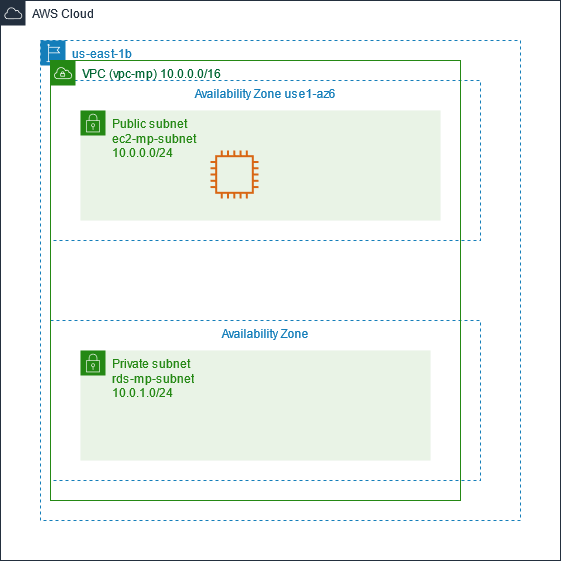 AWS Cloud
us-east-1b
VPC (vpc-mp) 10.0.0.0/16
Availability Zone use1-az6
Public subnet
ec2-mp-subnet
10.0.0.0/24
Availability Zone
Private subnet
rds-mp-subnet
10.0.1.0/24